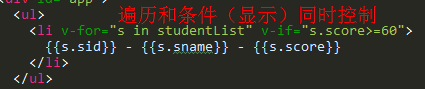 <div id="app">
<ul> 遍历和条件（显示）同时控制
<li v-for="s in studentList" v-if="s.score>=60">
{{s.sid}} - {{s.sname}} - {{s.score}}
</li>
</ul>